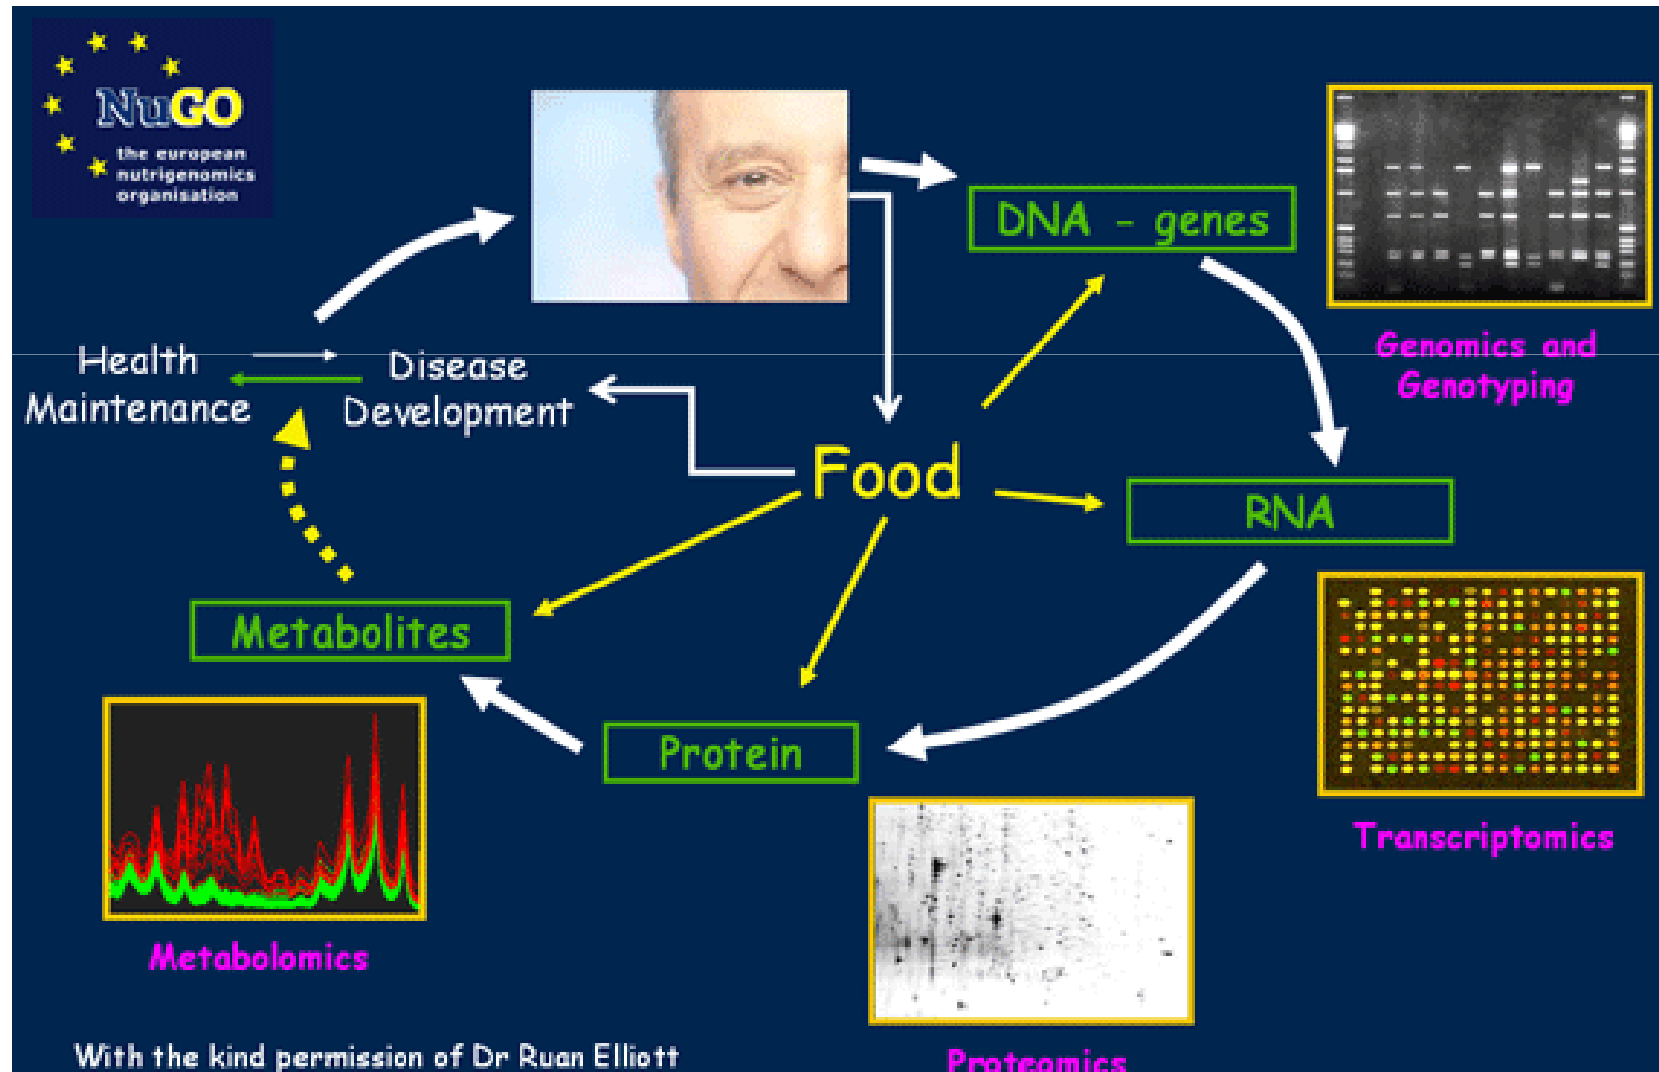 NuGO
the european
nutrigenomics
organisation
DNA - genes
Genomics and
Genotyping
Health
Maintenance
Disease
Development
Food
RNA
Metabolites
Protein
Transcriptomics
Metabolomics
Proteomics
With the kind permission of Dr Ruan Elliott